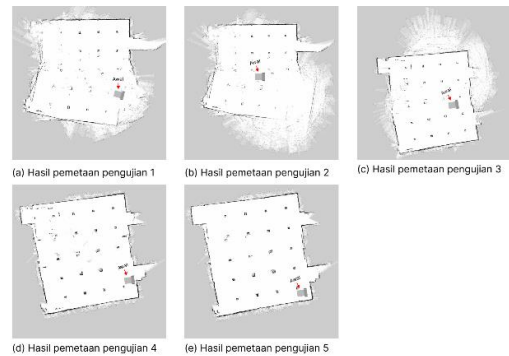 Awal
Awal
Awal
(a) Hasil pemetaan pengujian 1
(b) Hasil pemetaan pengujian 2
(c) Hasil pemetaan pengujian 3
Awal
Awal
(d) Hasil pemetaan pengujian 4
(e) Hasil pemetaan pengujian 5